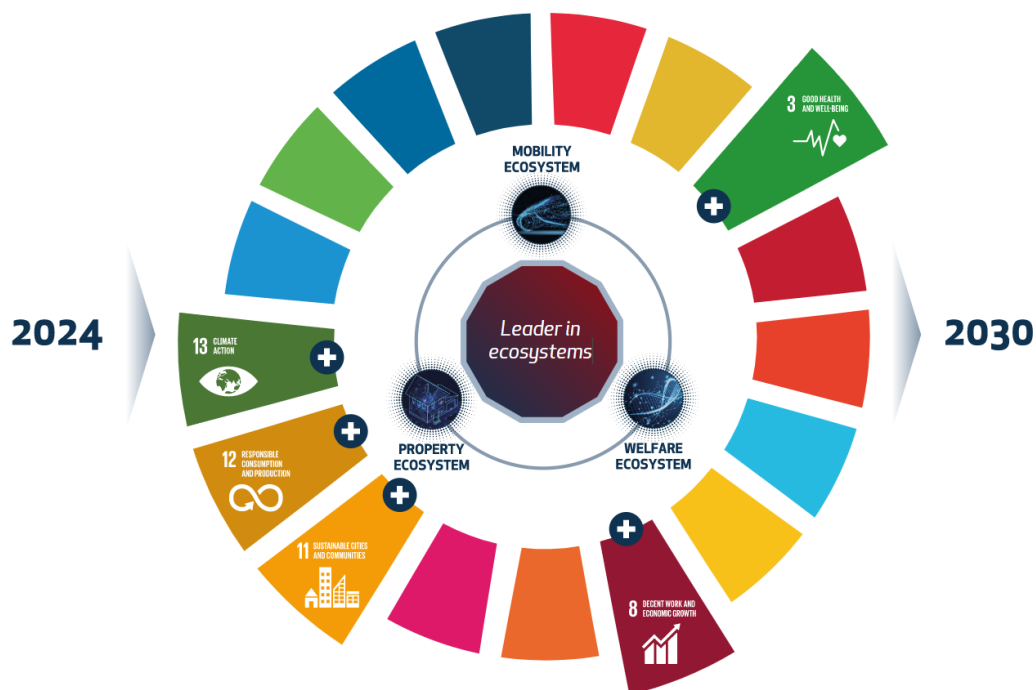 3 GOOD HEALTH
AND WELL-BEING
MOBILITY
ECOSYSTEM
2024
Leader in
ecosystems
2030
13 CLIMATE
ACTION
PROPERTY
ECOSYSTEM
WELFARE
ECOSYSTEM
12 RESPONSIBLE
CONSUMPTION
AND PRODUCTION
11 SUSTAINABLE CITIES
AND COMMUNITIES
8 DECENT WORK AND
ECONOMIC GROWTH